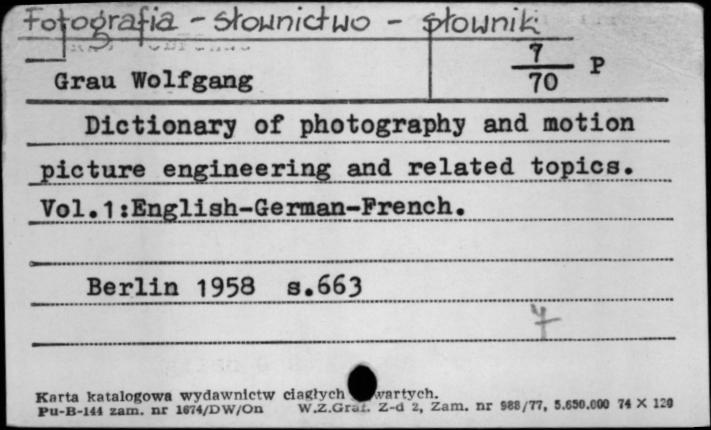 Fotografia - słownictwo - słownik
Grau Wolfgang
7
70 P
Dictionary of photography and motion
picture engineering and related topics.
Vol.1:English-German-French.
Berlin 1958 s.663
Karta katalogowa wydawnictw ciągłych
Pu-B-144 zam. nr 1674/DW/On W.Z.Graf. Z-d 2, Zam. nr 988/77, 5.650.000 74 X 120